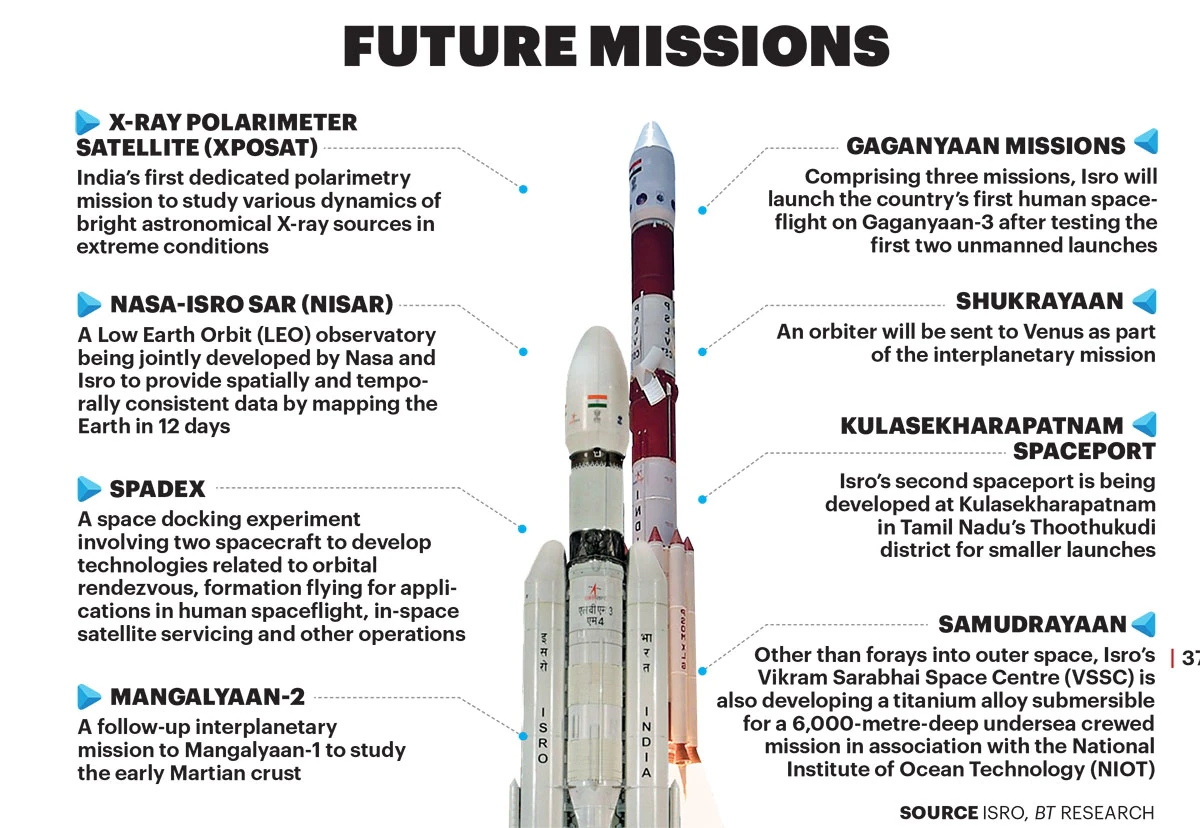 FUTURE MISSIONS
X-RAY POLARIMETER
SATELLITE (XPOSAT)
India’s first dedicated polarimetry
mission to study various dynamics of
bright astronomical X-ray sources in
extreme conditions
NASA-ISRO SAR (NISAR)
A Low Earth Orbit (LEO) observatory
being jointly developed by Nasa and
Isro to provide spatially and tempo-
rally consistent data by mapping the
Earth in 12 days
SPADEX
A space docking experiment
involving two spacecraft to develop
technologies related to orbital
rendezvous, formation flying for appli-
cations in human spaceflight, in-space
satellite servicing and other operations
MANGALYAAN-2
A follow-up interplanetary
mission to Mangalyaan-1 to study
the early Martian crust
GAGANYAAN MISSIONS
Comprising three missions, Isro will
launch the country’s first human space-
flight on Gaganyaan-3 after testing the
first two unmanned launches
SHUKRAYAAN
An orbiter will be sent to Venus as part
of the interplanetary mission
KULASEKHARAPATNAM
SPACEPORT
Isro’s second spaceport is being
developed at Kulasekharapatnam
in Tamil Nadu’s Thoothukudi
district for smaller launches
SAMUDRAYAAN
Other than forays into outer space, Isro’s
Vikram Sarabhai Space Centre (VSSC) is
also developing a titanium alloy submersible
for a 6,000-metre-deep undersea crewed
mission in association with the National
Institute of Ocean Technology (NIOT)
| 37
SOURCE ISRO, BT RESEARCH
PSLV
IND
एलवीएम 3
एम4
इसरो
भारत
ISRO
INDIA